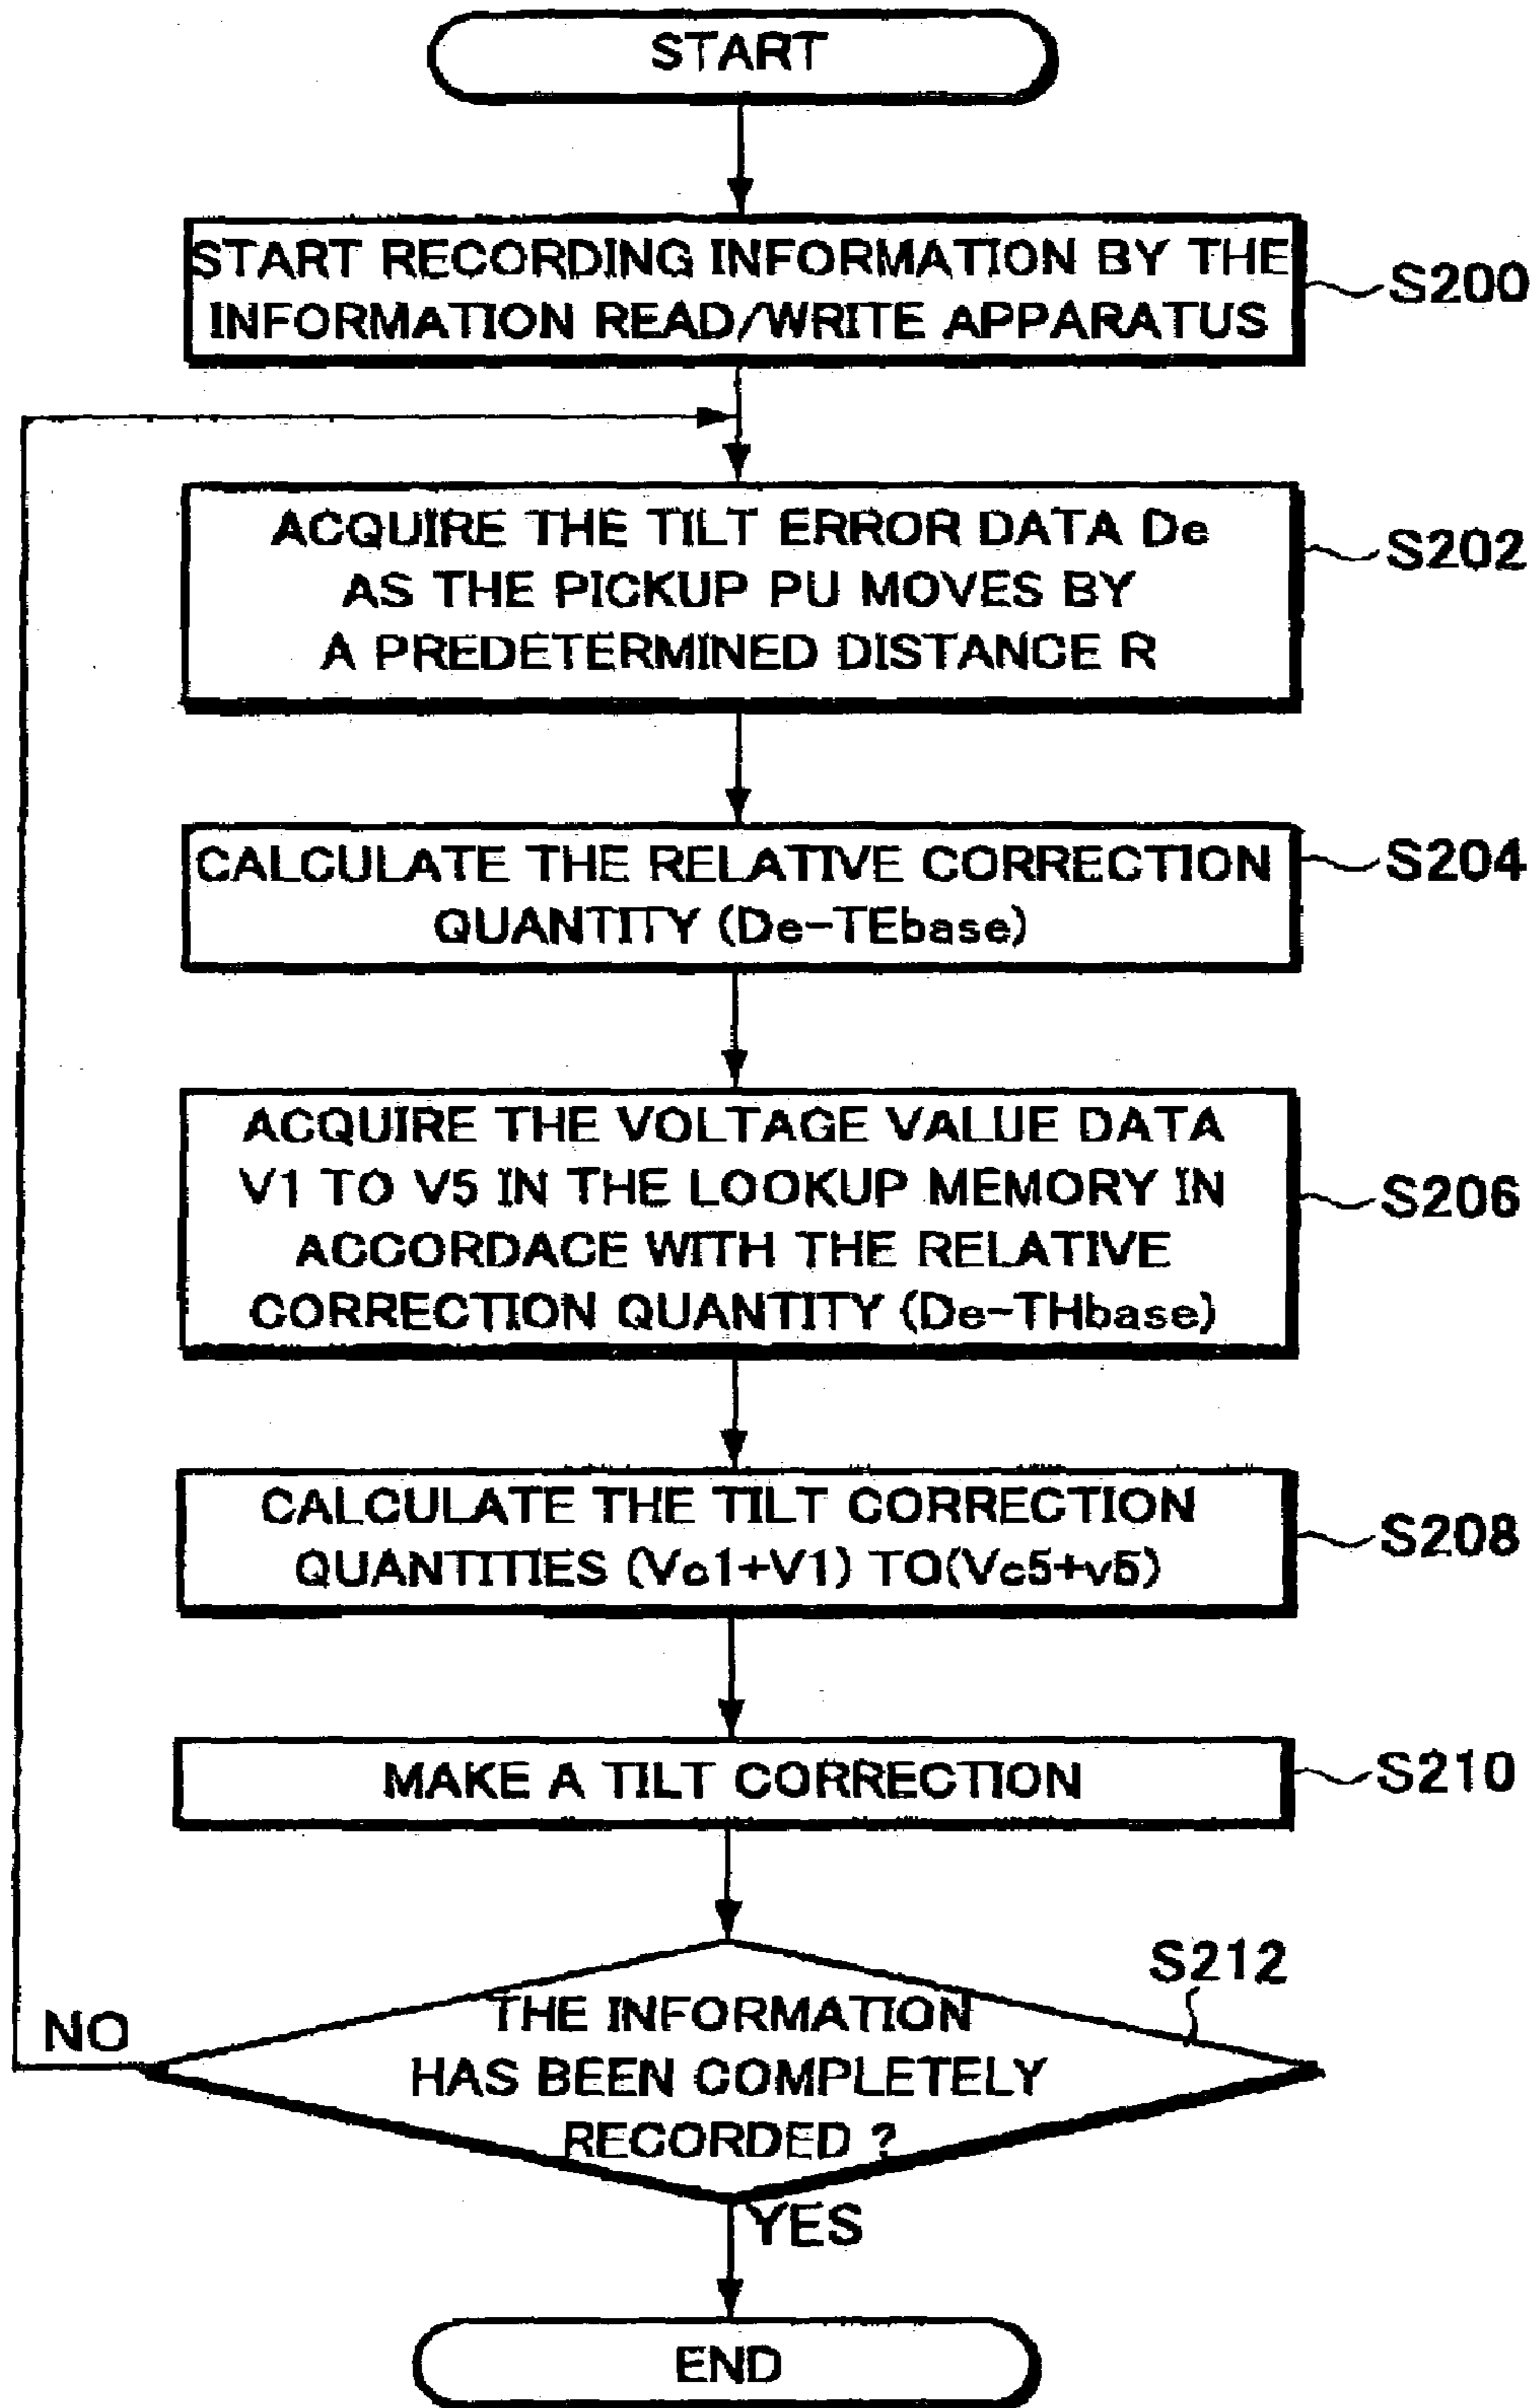 START
START RECORDING INFORMATION BY THE
INFORMATION READ/WRITE APPARATUS
S200
ACQUIRE THE TILT ERROR DATA De
AS THE PICKUP PU MOVES BY
A PREDETERMINED DISTANCE R
S202
CALCULATE THE RELATIVE CORRECTION
QUANTITY (De-TEbase)
S204
ACQUIRE THE VOLTAGE VALUE DATA
V1 TO V5 IN THE LOOKUP MEMORY IN
ACCORDACE WITH THE RELATIVE
CORRECTION QUANTITY (De-THbase)
S206
CALCULATE THE TILT CORRECTION
QUANTITIES (Vc1+V1) TO(Vc5+v5)
S208
MAKE A TILT CORRECTION
S210
S212
THE INFORMATION
HAS BEEN COMPLETELY
RECORDED ?
NO
YES
END